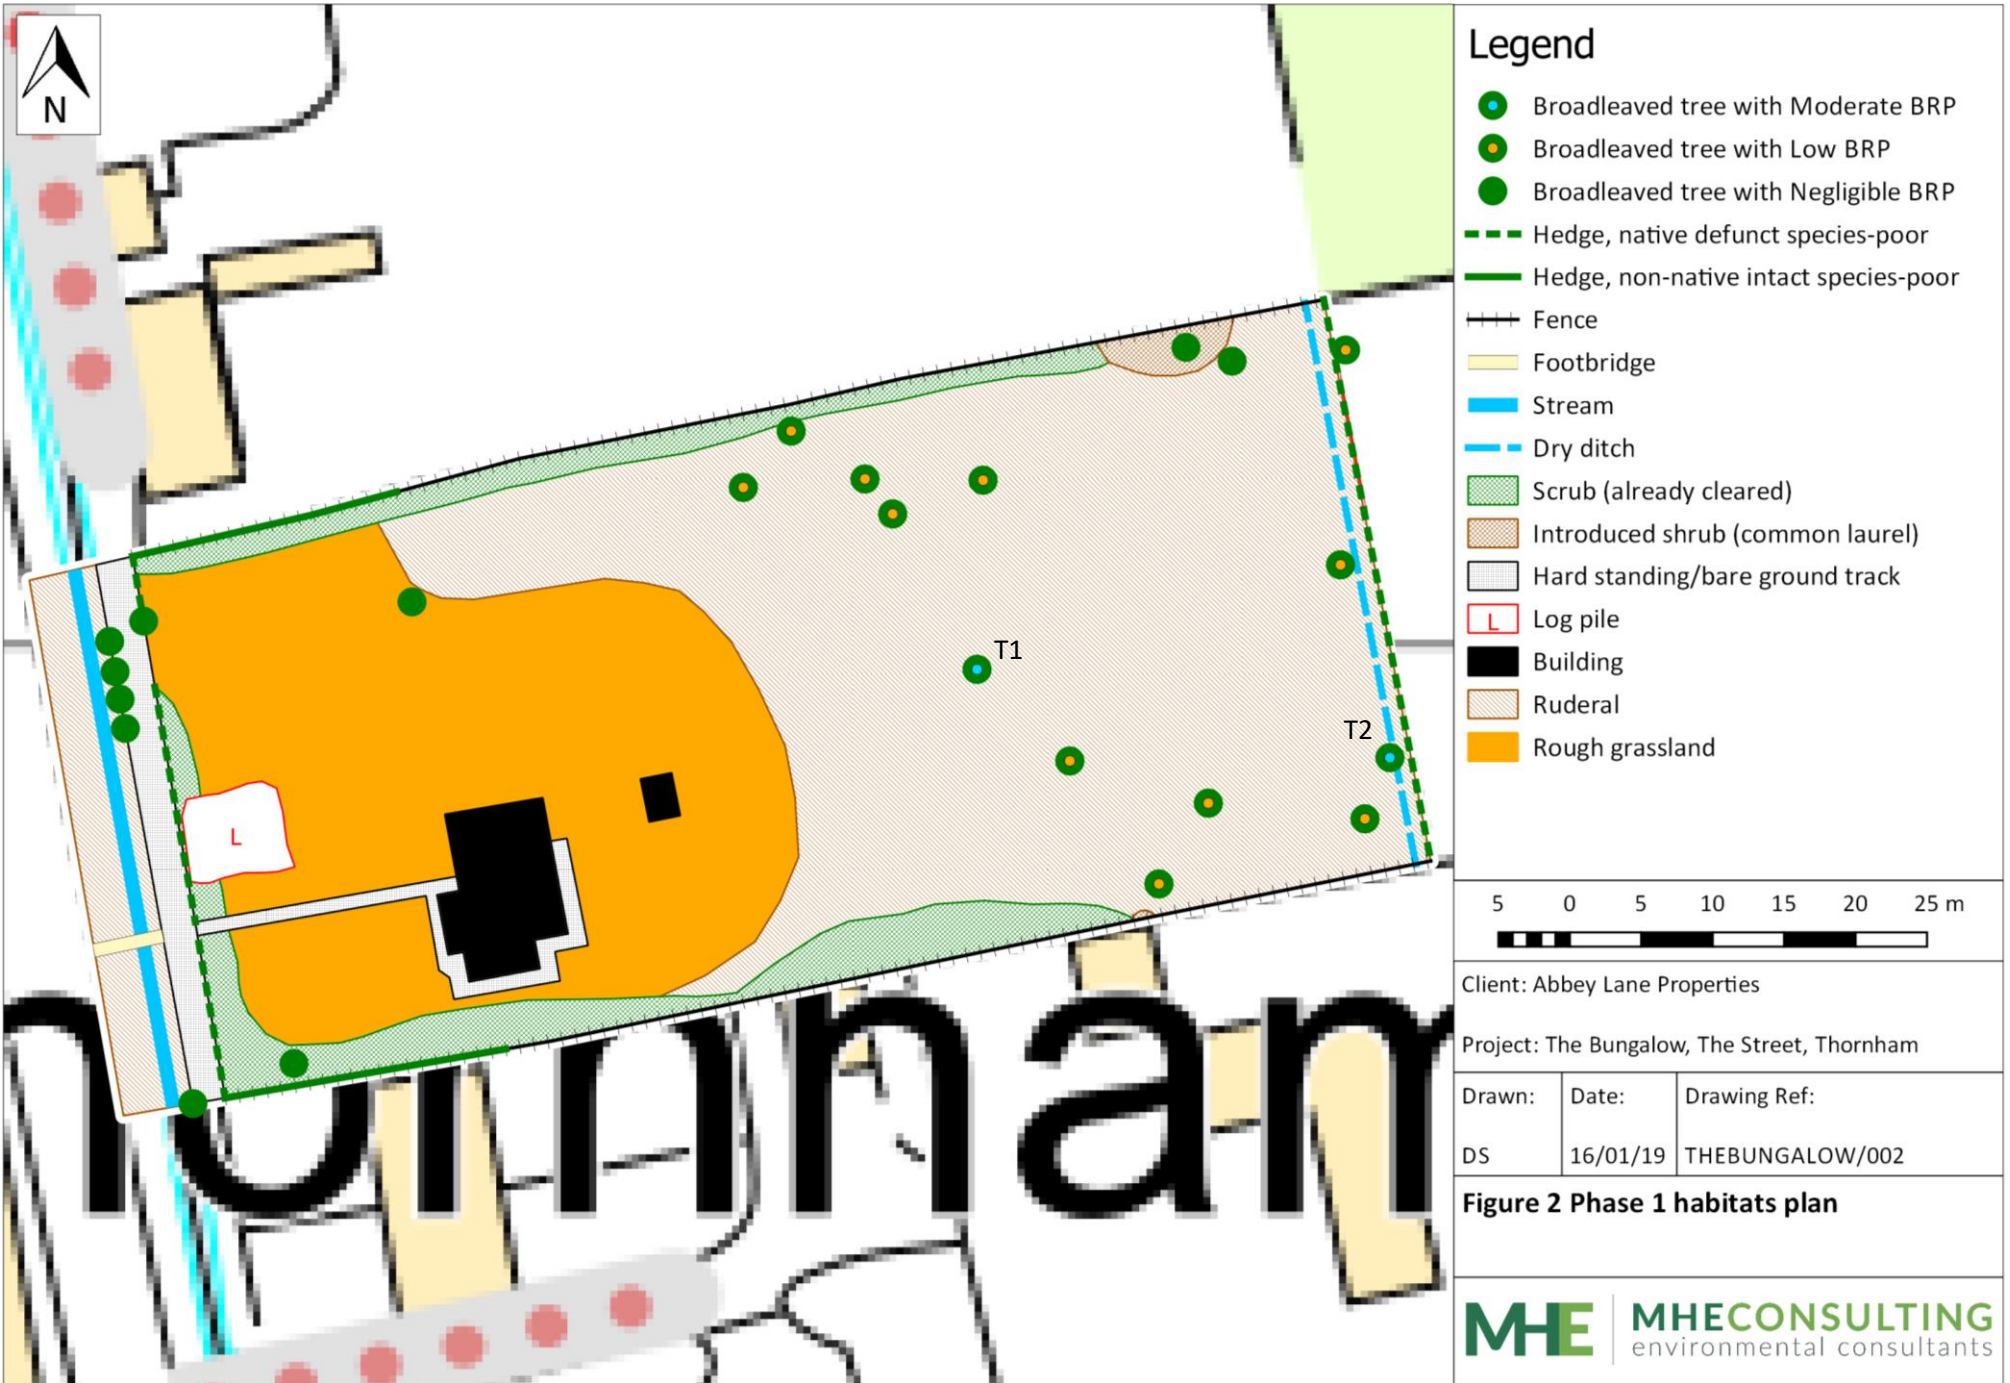 N
L
T1
T2
Legend
Broadleaved tree with Moderate BRP
Broadleaved tree with Low BRP
Broadleaved tree with Negligible BRP
Hedge, native defunct species-poor
Hedge, non-native intact species-poor
Fence
Footbridge
Stream
Dry ditch
Scrub (already cleared)
Introduced shrub (common laurel)
Hard standing/bare ground track
L Log pile
Building
Ruderal
Rough grassland
5 0 5 10 15 20 25 m
Client: Abbey Lane Properties
Project: The Bungalow, The Street, Thornham
Drawn: Date: Drawing Ref:
DS 16/01/19 THEBUNGALOW/002
Figure 2 Phase 1 habitats plan
MHE MHECONSULTING
environmental consultants